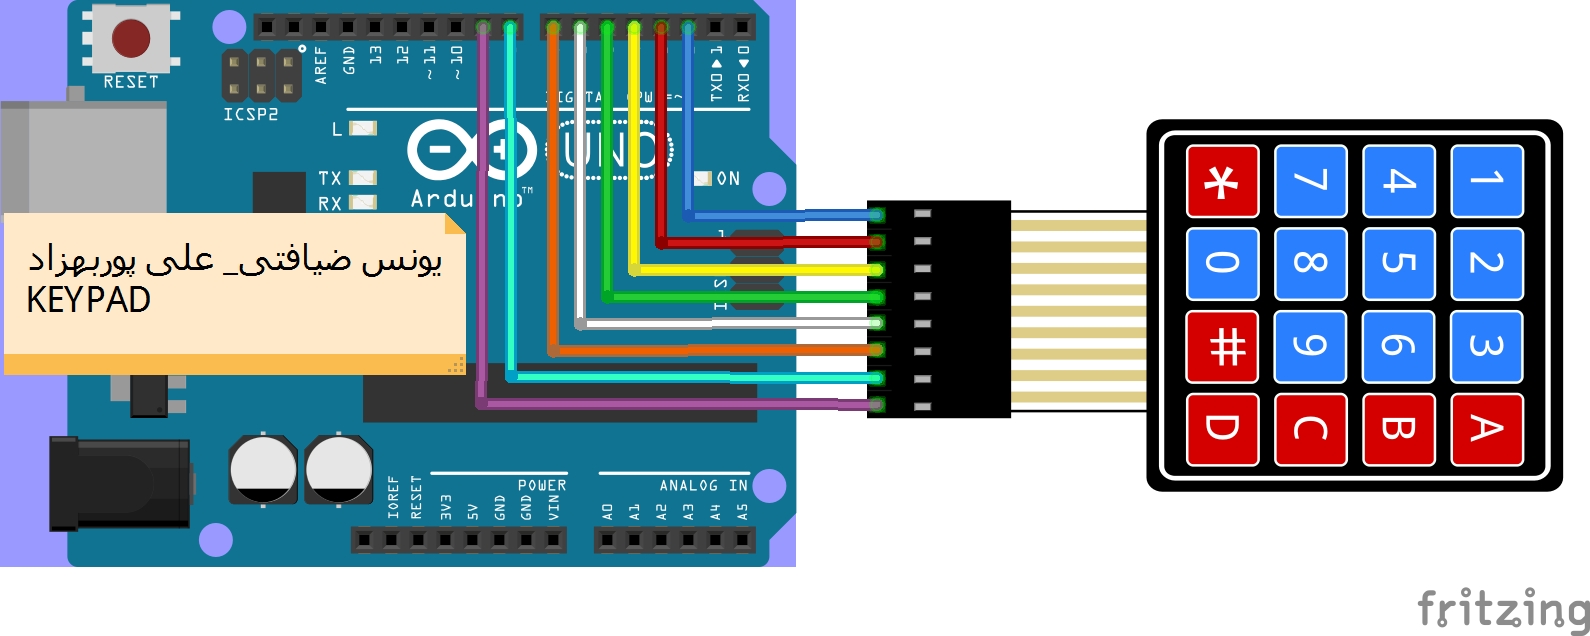 RESET
ICSP2
AREF
GND
13
12
~11
~10
TX0▶1
RX0◀0
L
TX
RX
ON
UNO
Arduino™
یونس ضیافتی_ علی پوربهزاد
KEYPAD
IOREF
RESET
3V3
5V
GND
GND
VIN
POWER
A0
A1
A2
A3
A4
A5
ANALOG IN
* 7 4 1
0 8 5 2
# 9 6 3
D C B A
fritzing